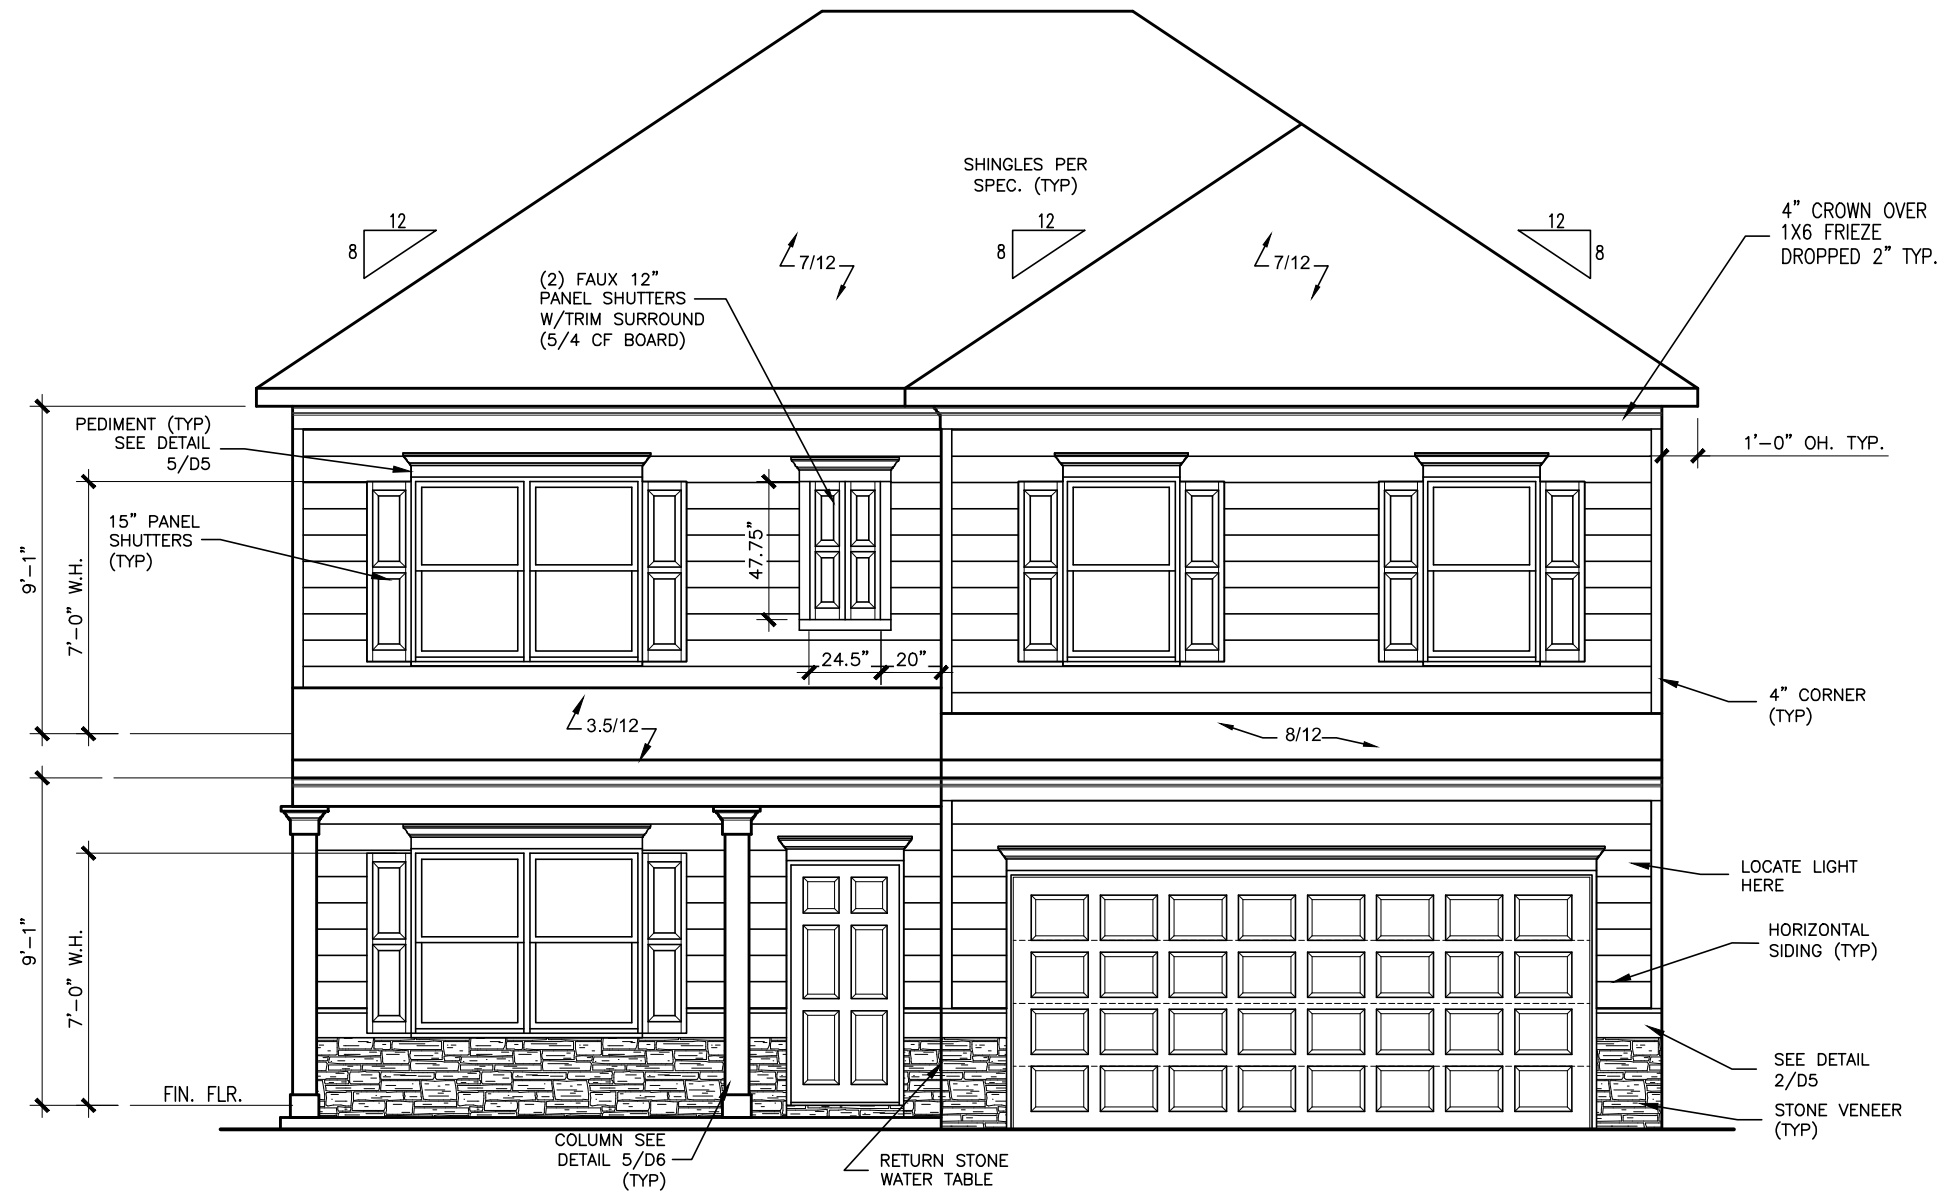 SHINGLES PER
SPEC. (TYP)
12
8
12
8
12
8
4" CROWN OVER
1X6 FRIEZE
DROPPED 2" TYP.
7/12
7/12
(2) FAUX 12"
PANEL SHUTTERS
W/TRIM SURROUND
(5/4 CF BOARD)
PEDIMENT (TYP)
SEE DETAIL
5/D5
1'-0" OH. TYP.
15" PANEL
SHUTTERS
(TYP)
9'-1"
7'-0" W.H.
47.75"
24.5"
20"
4" CORNER
(TYP)
3.5/12
8/12
LOCATE LIGHT
HERE
HORIZONTAL
SIDING (TYP)
9'-1"
7'-0" W.H.
FIN. FLR.
SEE DETAIL
2/D5
STONE VENEER
(TYP)
COLUMN SEE
DETAIL 5/D6
(TYP)
RETURN STONE
WATER TABLE